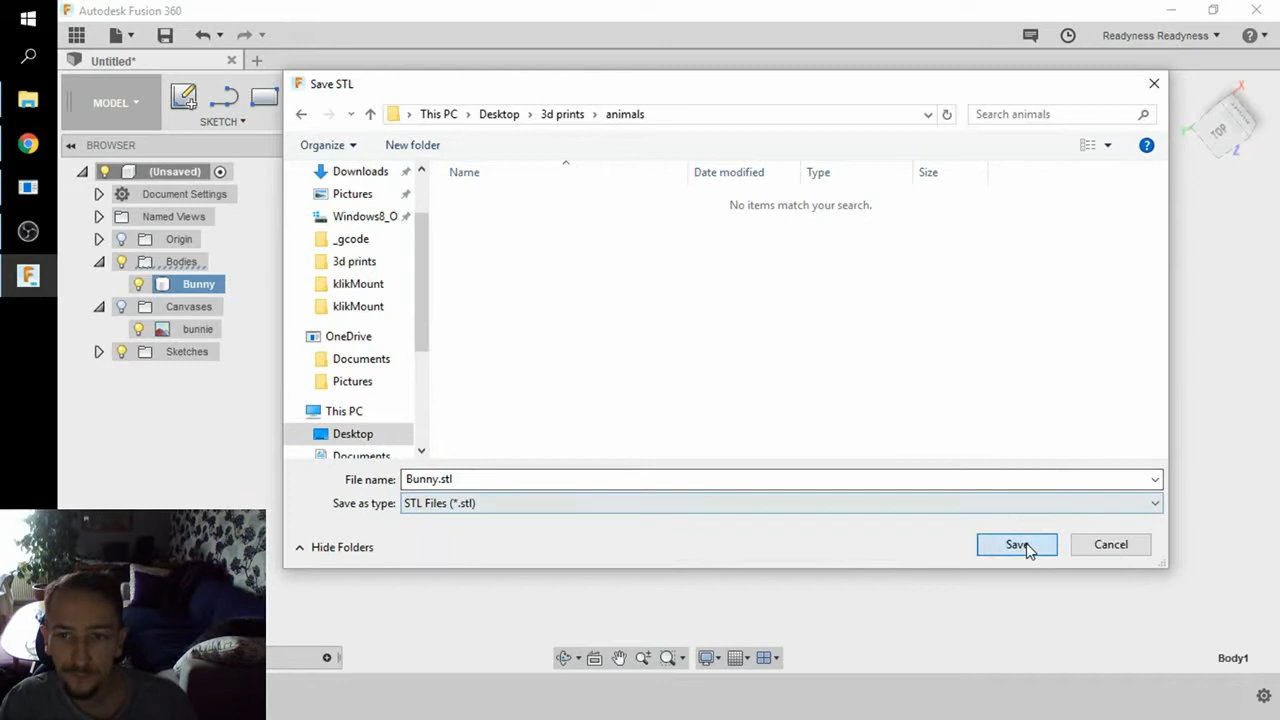 Autodesk Fusion 360
Readyness Readyness
Untitled*
MODEL
SKETCH
BROWSER
(Unsaved)
Document Settings
Named Views
Origin
Bodies
Bunny
Canvases
bunnie
Sketches
Save STL
This PC > Desktop > 3d prints > animals
Search animals
Organize
New folder
Name
Date modified
Type
Size
No items match your search.
Downloads
Pictures
Windows8_O
_gcode
3d prints
klikMount
klikMount
OneDrive
Documents
Pictures
This PC
Desktop
Documents
File name: Bunny.stl
Save as type: STL Files (*.stl)
Hide Folders
Save
Cancel
TOP
X
Z
Body1